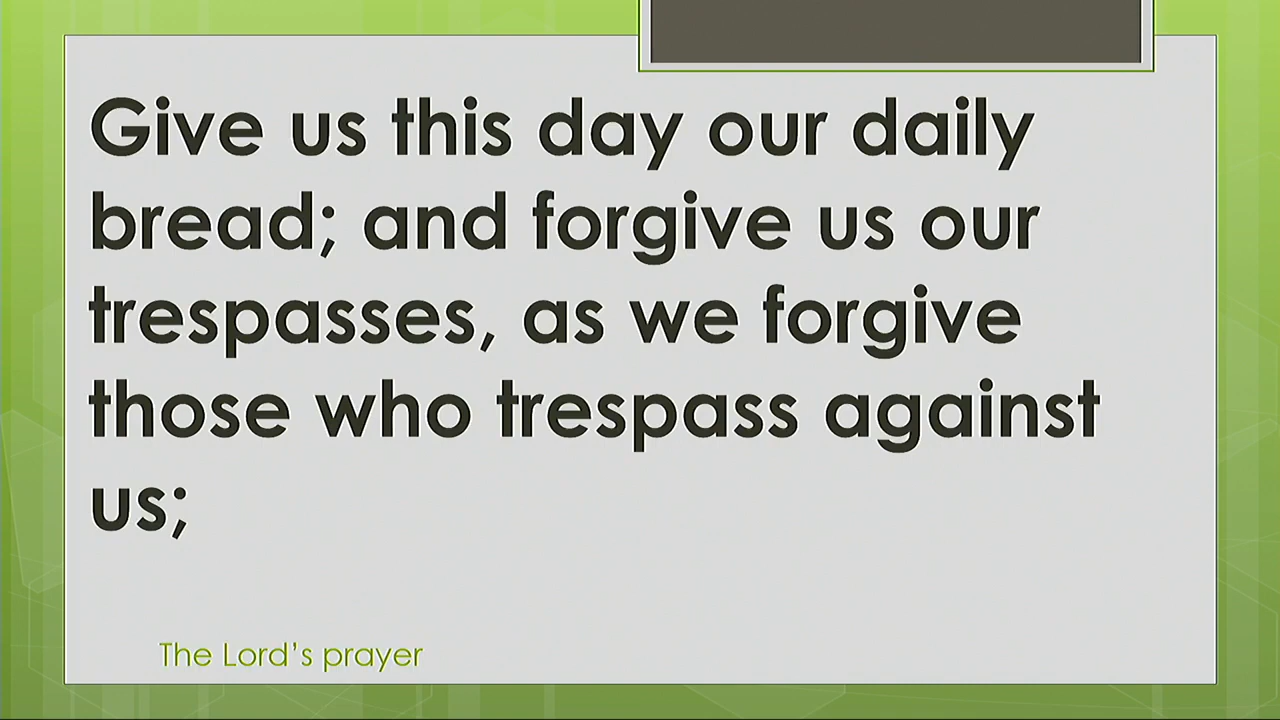 Give us this day our daily
bread; and forgive us our
trespasses, as we forgive
those who trespass against
us;
The Lord’s prayer